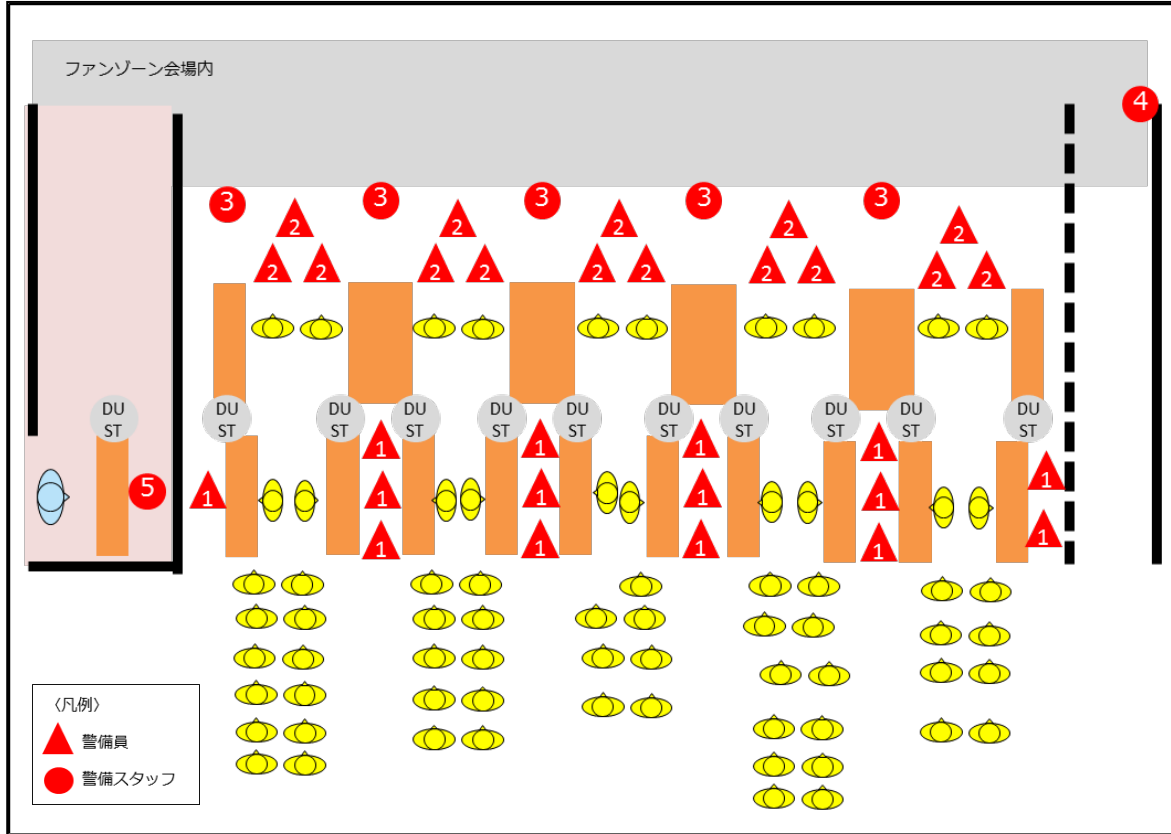 ファンゾーン会場内
4
3 3 3 3 3
2 2 2 2 2
2 2 2 2 2 2 2 2 2 2
DU DU DU DU DU DU DU DU DU DU DU
ST ST ST ST ST ST ST ST ST ST ST
1 1 1 1 1
5 1 1 1 1 1
1 1 1 1 1
〈凡例〉
警備員
警備スタッフ